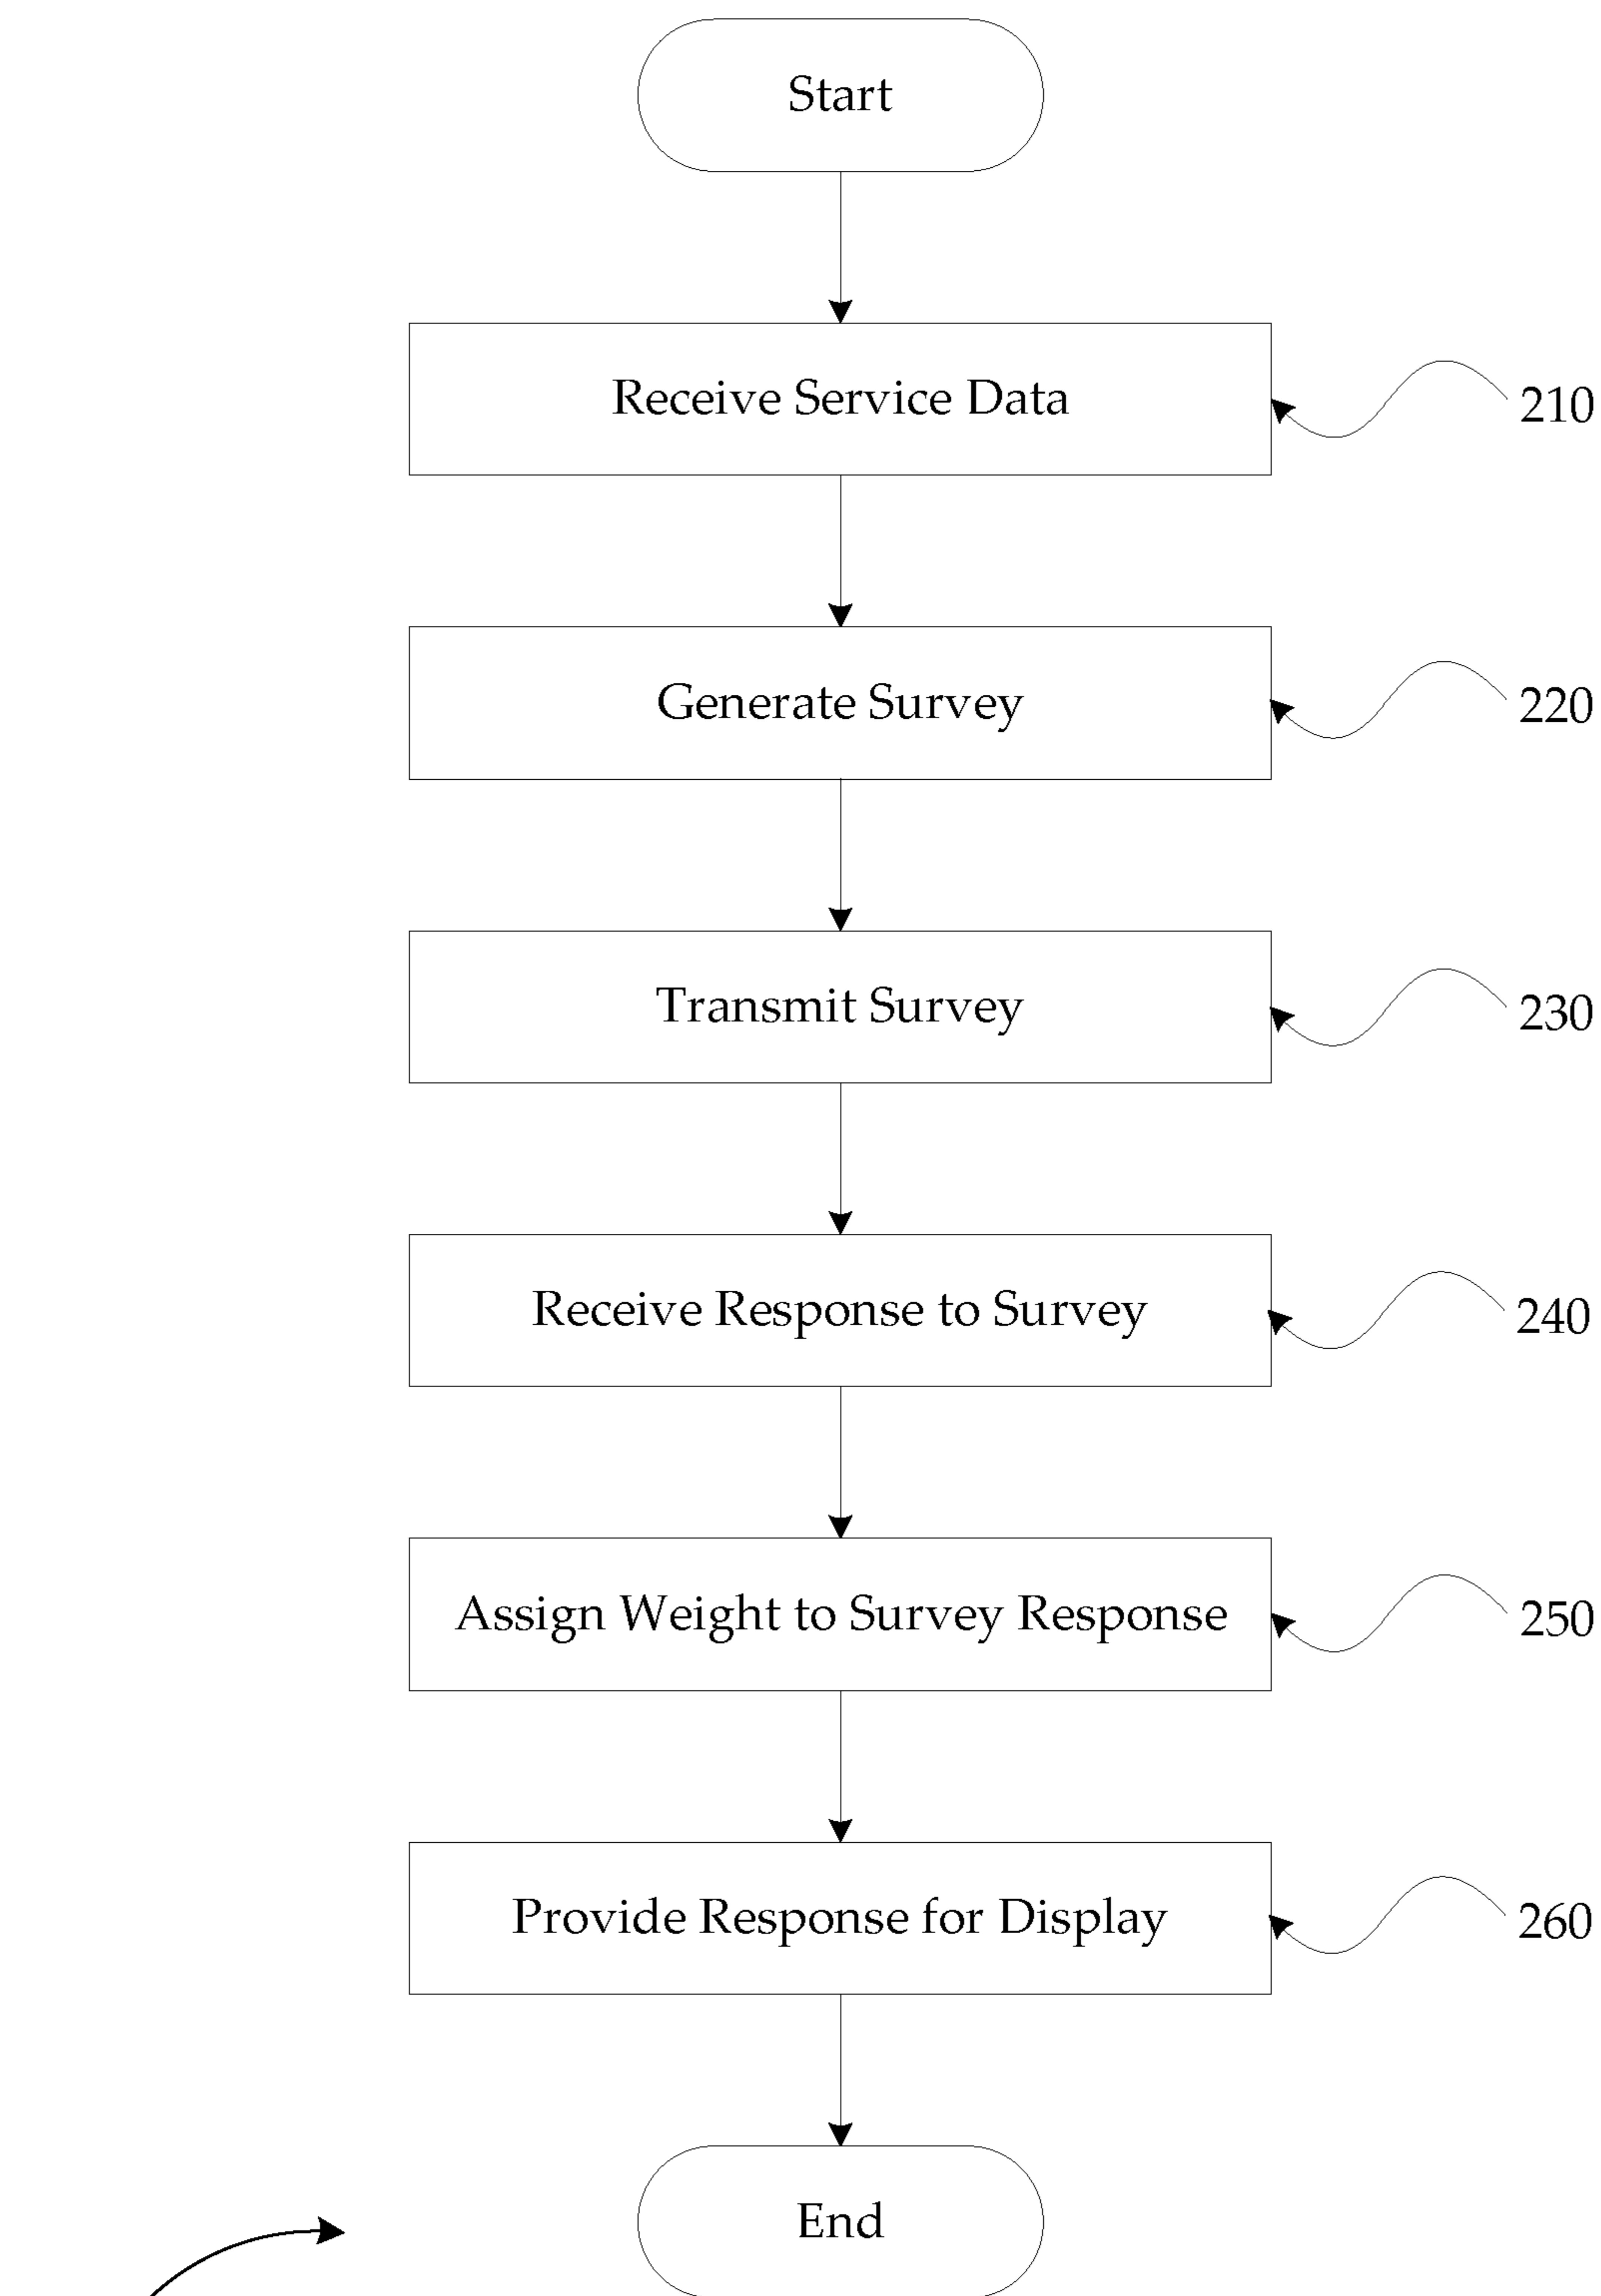 Start
Receive Service Data
210
Generate Survey
220
Transmit Survey
230
Receive Response to Survey
240
Assign Weight to Survey Response
250
Provide Response for Display
260
End